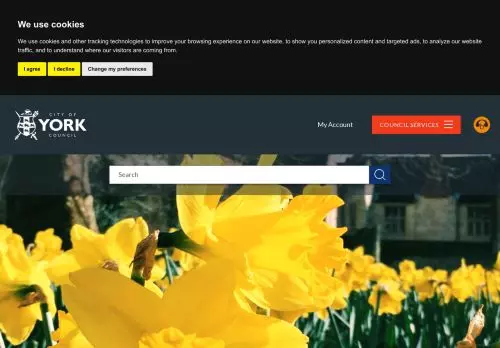 We use cookies
We use cookies and other tracking technologies to improve your browsing experience on our website, to show you personalized content and targeted ads, to analyze our website
traffic, and to understand where our visitors are coming from.
I agree
I decline
Change my preferences
CITY OF
YORK
COUNCIL
My Account
COUNCIL SERVICES
Search